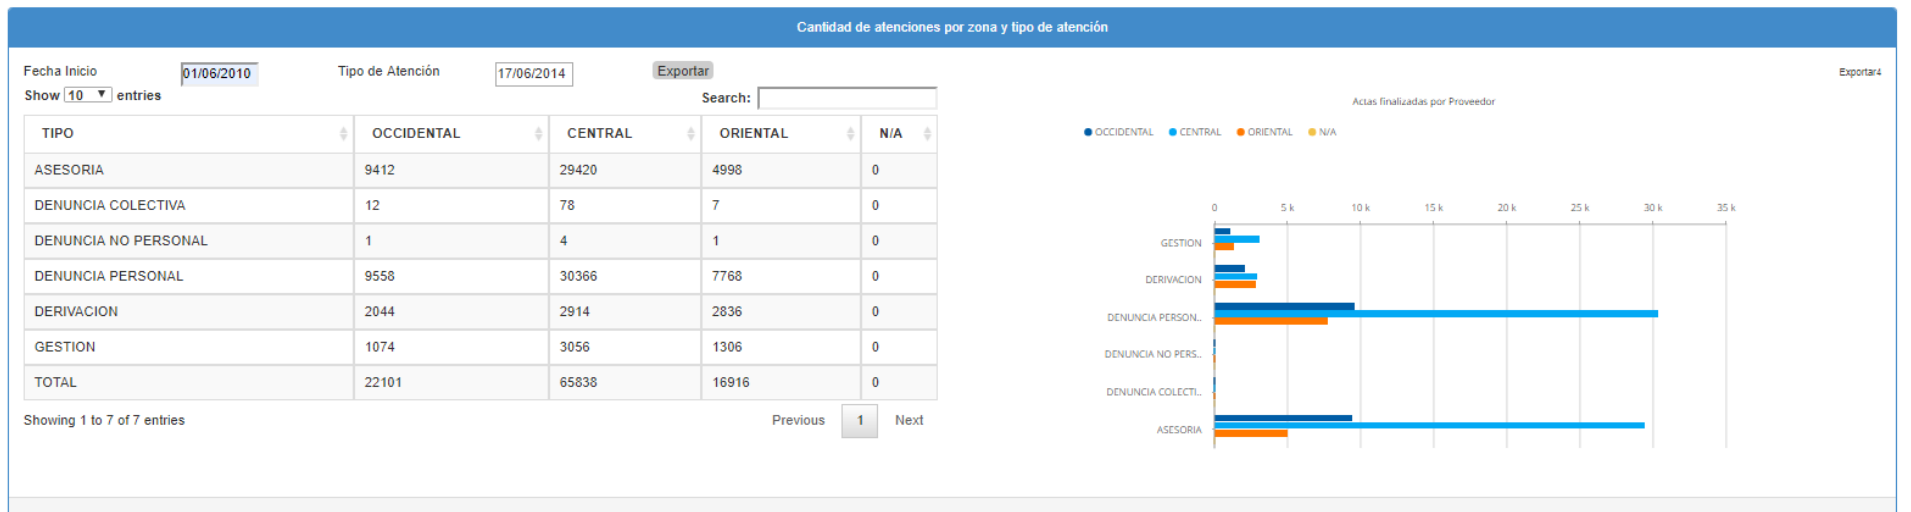 Cantidad de atenciones por zona y tipo de atención
Fecha Inicio 01/06/2010 Tipo de Atención 17/06/2014 Exportar
Show 10 entries Search:
TIPO OCCIDENTAL CENTRAL ORIENTAL N/A
ASESORIA 9412 29420 4998 0
DENUNCIA COLECTIVA 12 78 7 0
DENUNCIA NO PERSONAL 1 4 1 0
DENUNCIA PERSONAL 9558 30366 7768 0
DERIVACION 2044 2914 2836 0
GESTION 1074 3056 1306 0
TOTAL 22101 65838 16916 0
Showing 1 to 7 of 7 entries Previous 1 Next
Exportar4
Actas finalizadas por Proveedor
OCCIDENTAL CENTRAL ORIENTAL N/A
0 5 k 10 k 15 k 20 k 25 k 30 k 35 k
GESTION
DERIVACION
DENUNCIA PERSON..
DENUNCIA NO PERS..
DENUNCIA COLECTI..
ASESORIA